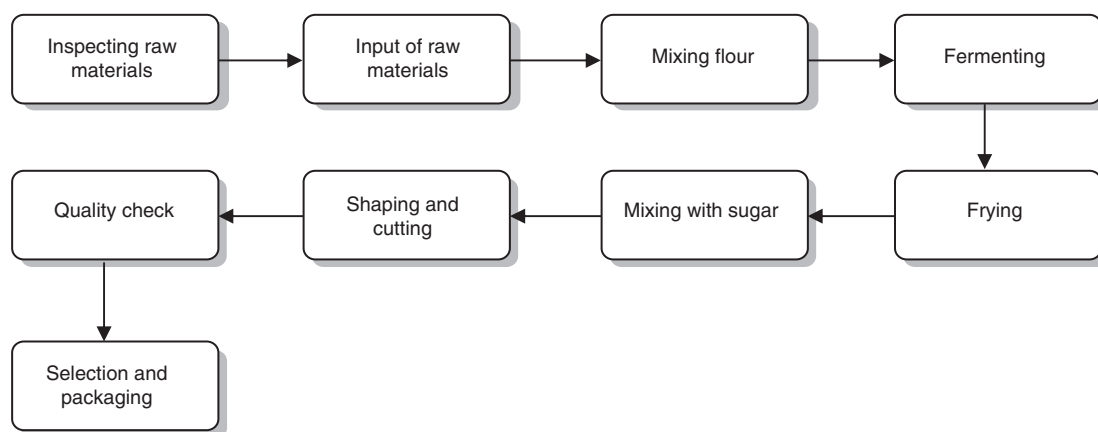 Inspecting raw
materials
Input of raw
materials
Mixing flour
Fermenting
Frying
Mixing with sugar
Shaping and
cutting
Quality check
Selection and
packaging